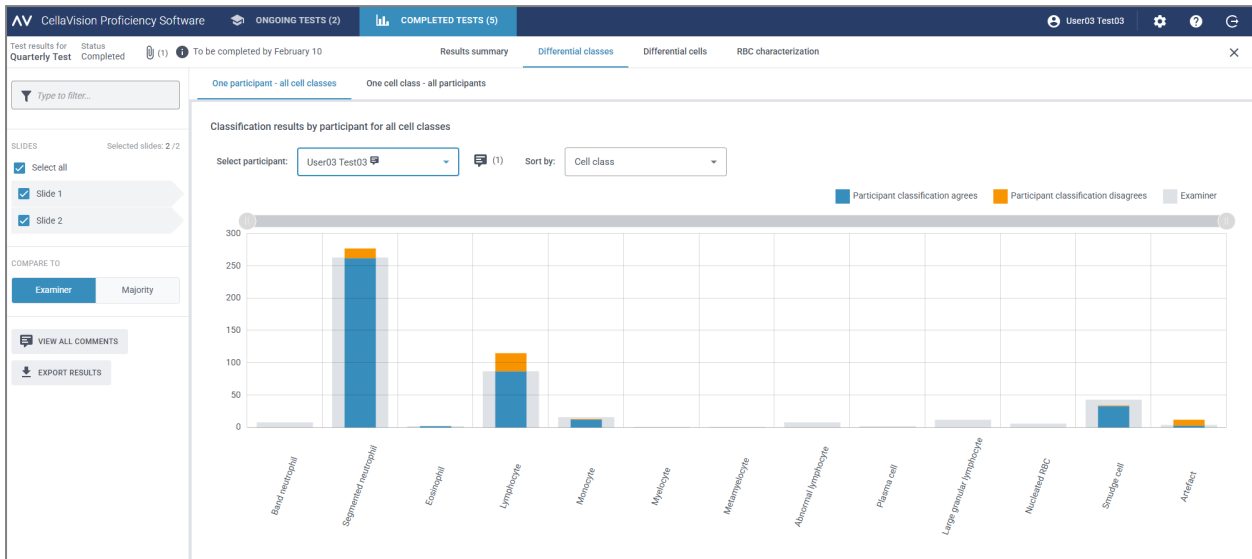 CellaVision Proficiency Software
ONGOING TESTS (2)
COMPLETED TESTS (5)
User03 Test03
Test results for
Quarterly Test
Status
Completed
(1)
To be completed by February 10
Results summary
Differential classes
Differential cells
RBC characterization
Type to filter...
SLIDES
Selected slides: 2 /2
Select all
Slide 1
Slide 2
COMPARE TO
Examiner
Majority
VIEW ALL COMMENTS
EXPORT RESULTS
One participant - all cell classes
One cell class - all participants
Classification results by participant for all cell classes
Select participant:
User03 Test03
(1)
Sort by:
Cell class
Participant classification agrees
Participant classification disagrees
Examiner
300
250
200
150
100
50
0
Band neutrophil
Segmented neutrophil
Eosinophil
Lymphocyte
Monocyte
Myelocyte
Metamyelocyte
Abnormal lymphocyte
Plasma cell
Large granular lymphocyte
Nucleated RBC
Smudge cell
Artefact